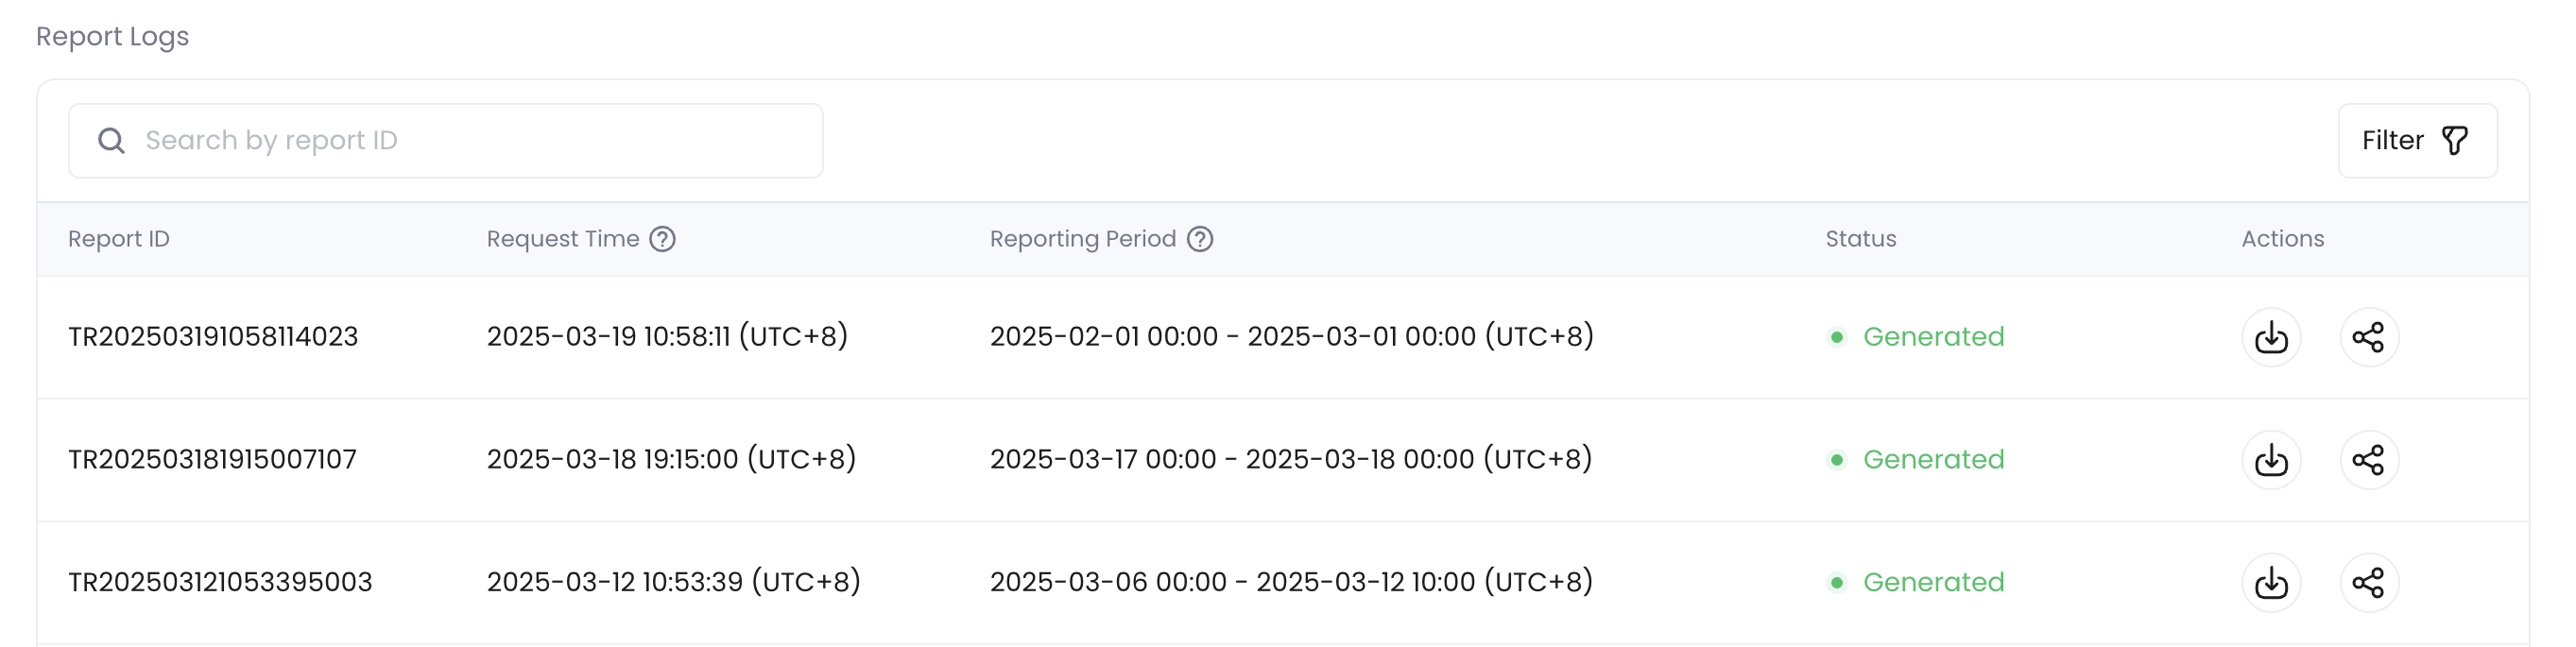 Report Logs
Search by report ID
Filter
Report ID Request Time Reporting Period Status Actions
TR202503191058114023 2025-03-19 10:58:11 (UTC+8) 2025-02-01 00:00 - 2025-03-01 00:00 (UTC+8) Generated
TR202503181915007107 2025-03-18 19:15:00 (UTC+8) 2025-03-17 00:00 - 2025-03-18 00:00 (UTC+8) Generated
TR202503121053395003 2025-03-12 10:53:39 (UTC+8) 2025-03-06 00:00 - 2025-03-12 10:00 (UTC+8) Generated